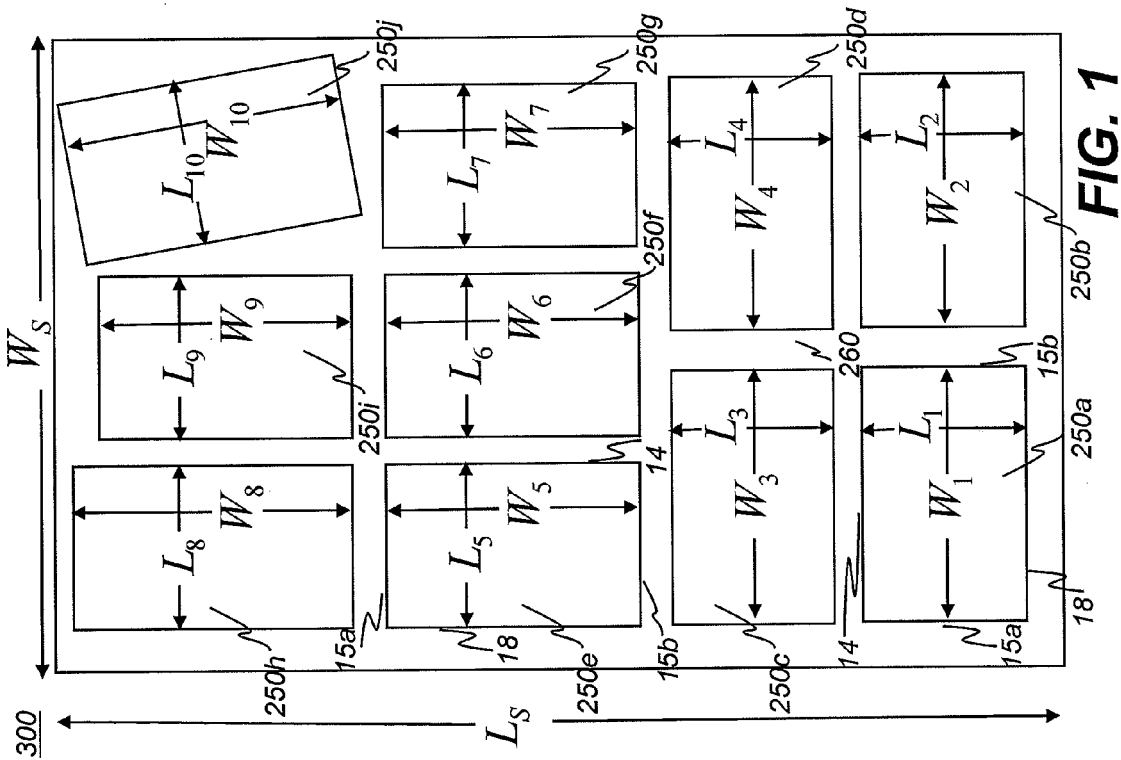 300
W_S
L_S
250j
W_10
L_10
250g
W_7
L_7
250d
L_4
W_4
L_2
W_2
250b
250f
W_9
L_9
250i
W_6
L_6
260
15b
W_8
L_8
250h
15a
14
W_5
L_5
18
250e
15b
L_3
W_3
250c
14
L_1
W_1
250a
15a
18
FIG. 1